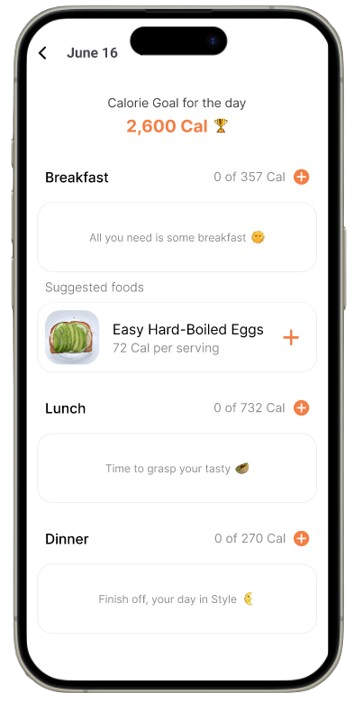 June 16
Calorie Goal for the day
2,600 Cal 🏆
Breakfast 0 of 357 Cal
All you need is some breakfast 😶
Suggested foods
Easy Hard-Boiled Eggs
72 Cal per serving
Lunch 0 of 732 Cal
Time to grasp your tasty 🥙
Dinner 0 of 270 Cal
Finish off, your day in Style 🌜